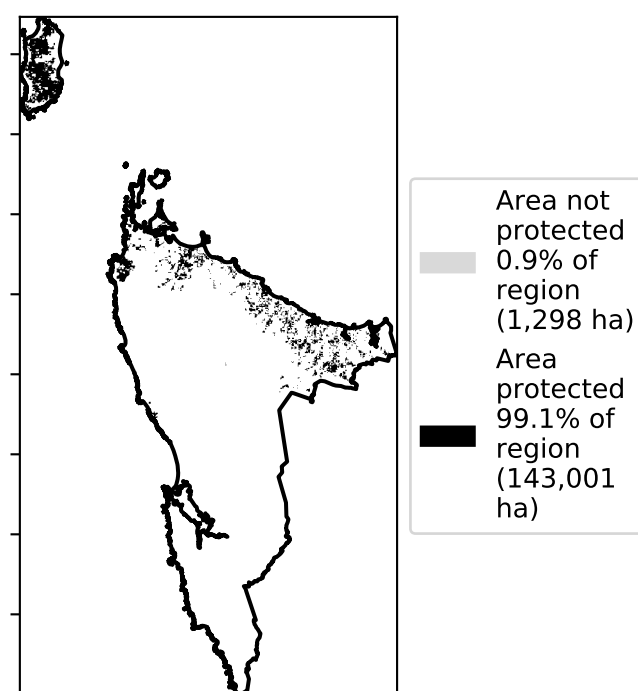 Area not
protected
0.9% of
region
(1,298 ha)
Area
protected
99.1% of
region
(143,001
ha)